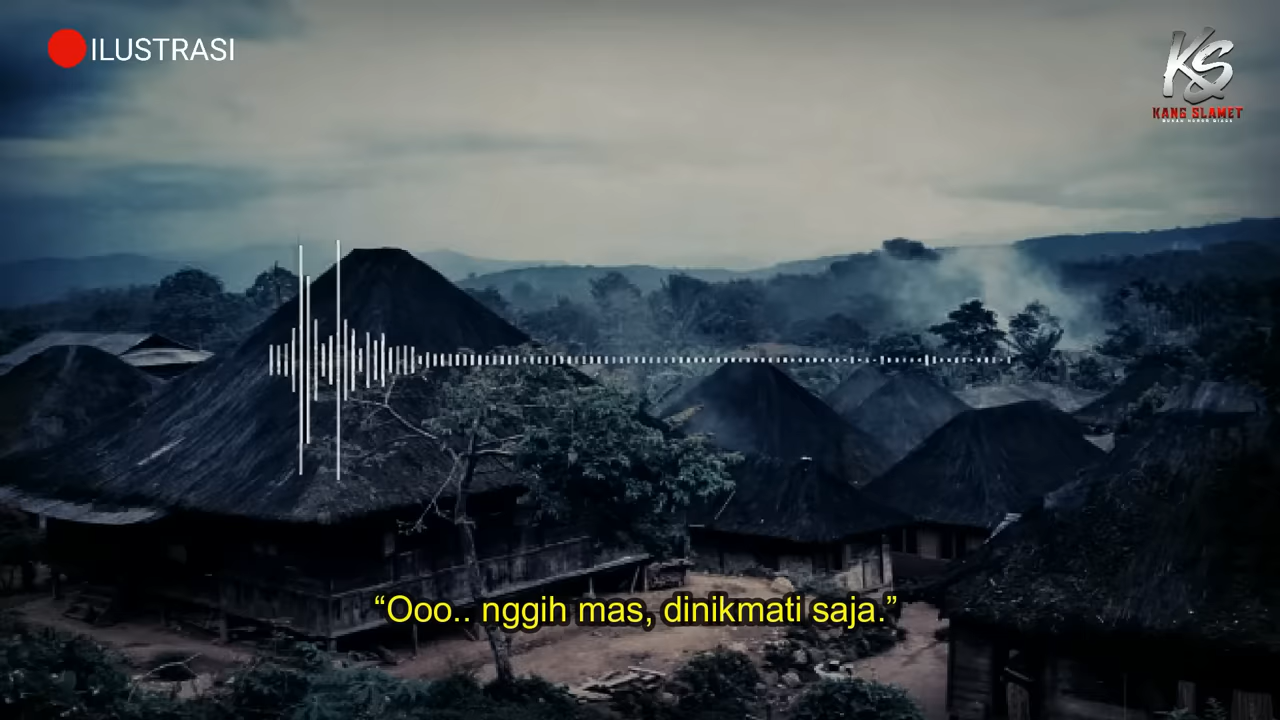 ILUSTRASI
KS
KANG SLAMET
“Ooo.. nggih mas, dinikmati saja.”